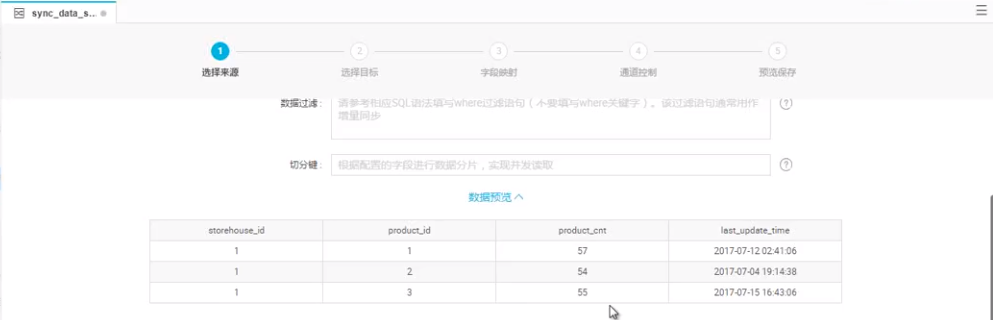 sync_data_s...
1 2 3 4 5
选择来源 选择目标 字段映射 通道控制 预览保存
数据过滤: 请参考相应SQL语法填写where过滤语句（不要填写where关键字）。该过滤语句通常用作
增量同步
切分键: 根据配置的字段进行数据分片，实现并发读取
数据预览
storehouse_id product_id product_cnt last_update_time
1 1 57 2017-07-12 02:41:06
1 2 54 2017-07-04 19:14:38
1 3 55 2017-07-15 16:43:06